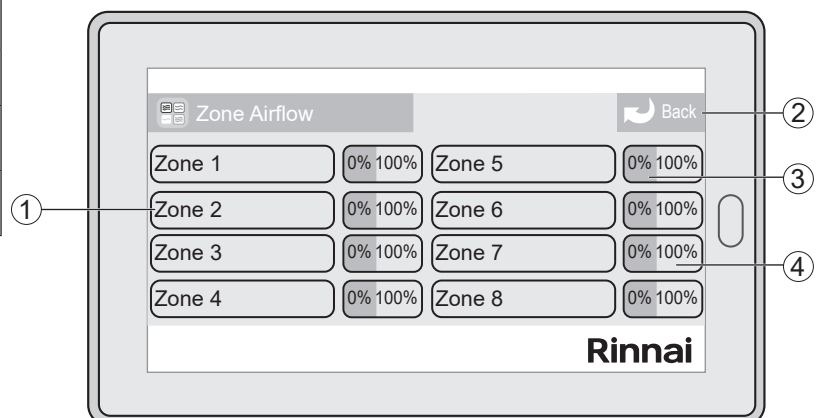 Zone Airflow Back 2
Zone 1 0% 100% Zone 5 0% 100% 3
1 Zone 2 0% 100% Zone 6 0% 100%
Zone 3 0% 100% Zone 7 0% 100% 4
Zone 4 0% 100% Zone 8 0% 100%
Rinnai